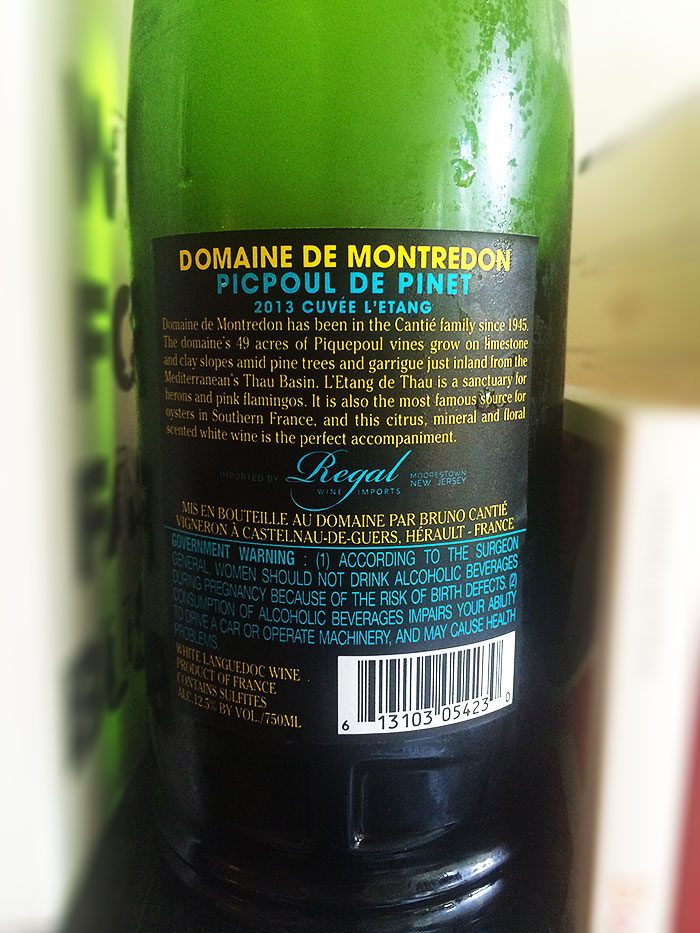 DOMAINE DE MONTREDON
PICPOUL DE PINET
2013 CUVÉE L'ETANG
Domaine de Montredon has been in the Cantié family since 1945.
The domaine's 49 acres of Piquepoul vines grow on limestone
and clay slopes amid pine trees and garrigue just inland from the
Mediterranean's Thau Basin. L'Etang de Thau is a sanctuary for
herons and pink flamingos. It is also the most famous source for
oysters in Southern France, and this citrus, mineral and floral
scented white wine is the perfect accompaniment.
IMPORTED BY Regal MOORESTOWN
WINE IMPORTS NEW JERSEY
MIS EN BOUTEILLE AU DOMAINE PAR BRUNO CANTIÉ
VIGNERON À CASTELNAU-DE-GUERS, HÉRAULT - FRANCE
GOVERNMENT WARNING : (1) ACCORDING TO THE SURGEON
GENERAL, WOMEN SHOULD NOT DRINK ALCOHOLIC BEVERAGES
DURING PREGNANCY BECAUSE OF THE RISK OF BIRTH DEFECTS. (2)
CONSUMPTION OF ALCOHOLIC BEVERAGES IMPAIRS YOUR ABILITY
TO DRIVE A CAR OR OPERATE MACHINERY, AND MAY CAUSE HEALTH
PROBLEMS.
WHITE LANGUEDOC WINE
PRODUCT OF FRANCE
CONTAINS SULFITES
ALC 12.5% BY VOL./750ML
6 13103 05423 0